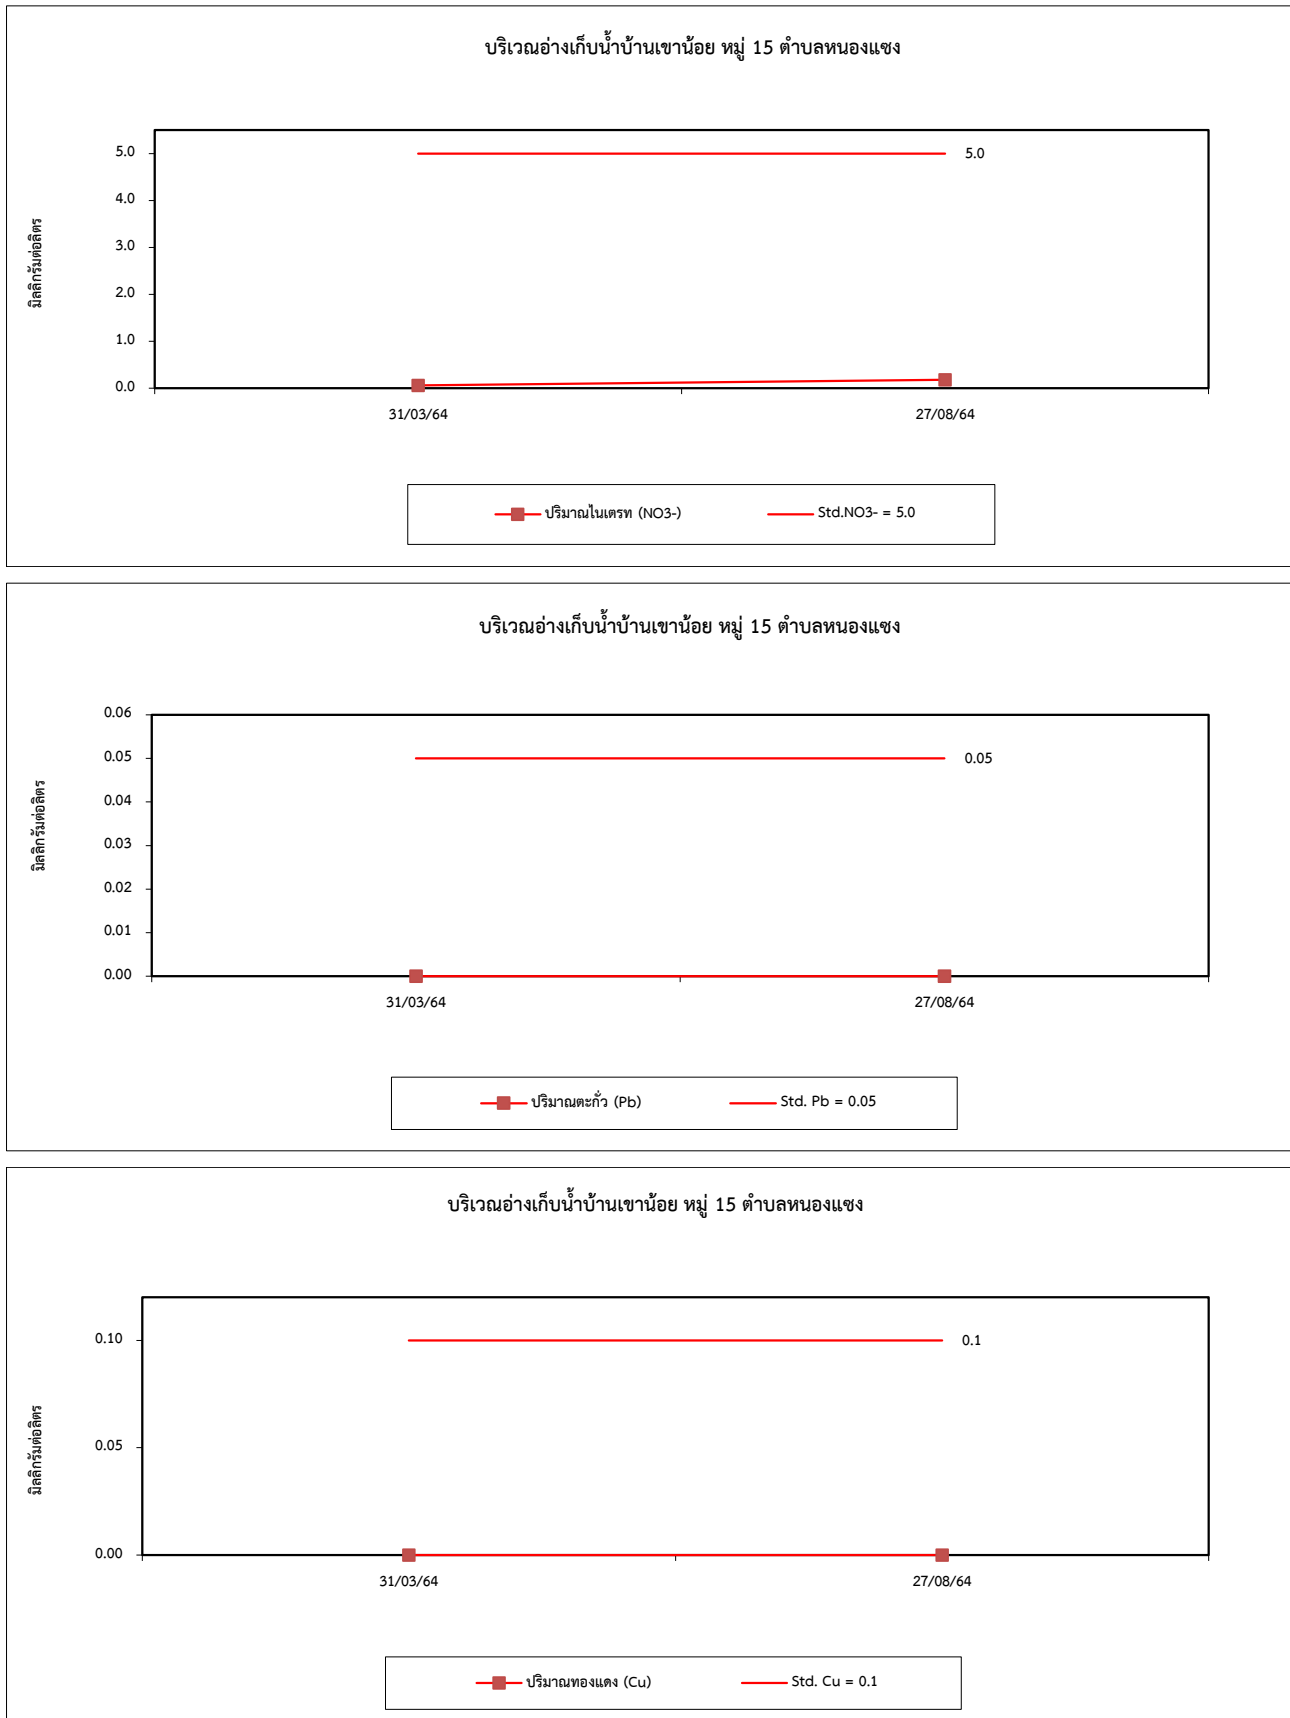 บริเวณอ่างเก็บน้ำบ้านเขาน้อย หมู่ 15 ตำบลหนองแซง
มิลลิกรัมต่อลิตร
5.0
4.0
3.0
2.0
1.0
0.0
5.0
31/03/64 27/08/64
ปริมาณไนเตรท (NO3-) Std.NO3- = 5.0
บริเวณอ่างเก็บน้ำบ้านเขาน้อย หมู่ 15 ตำบลหนองแซง
มิลลิกรัมต่อลิตร
0.06
0.05
0.04
0.03
0.02
0.01
0.00
0.05
31/03/64 27/08/64
ปริมาณตะกั่ว (Pb) Std. Pb = 0.05
บริเวณอ่างเก็บน้ำบ้านเขาน้อย หมู่ 15 ตำบลหนองแซง
มิลลิกรัมต่อลิตร
0.10
0.05
0.00
0.1
31/03/64 27/08/64
ปริมาณทองแดง (Cu) Std. Cu = 0.1